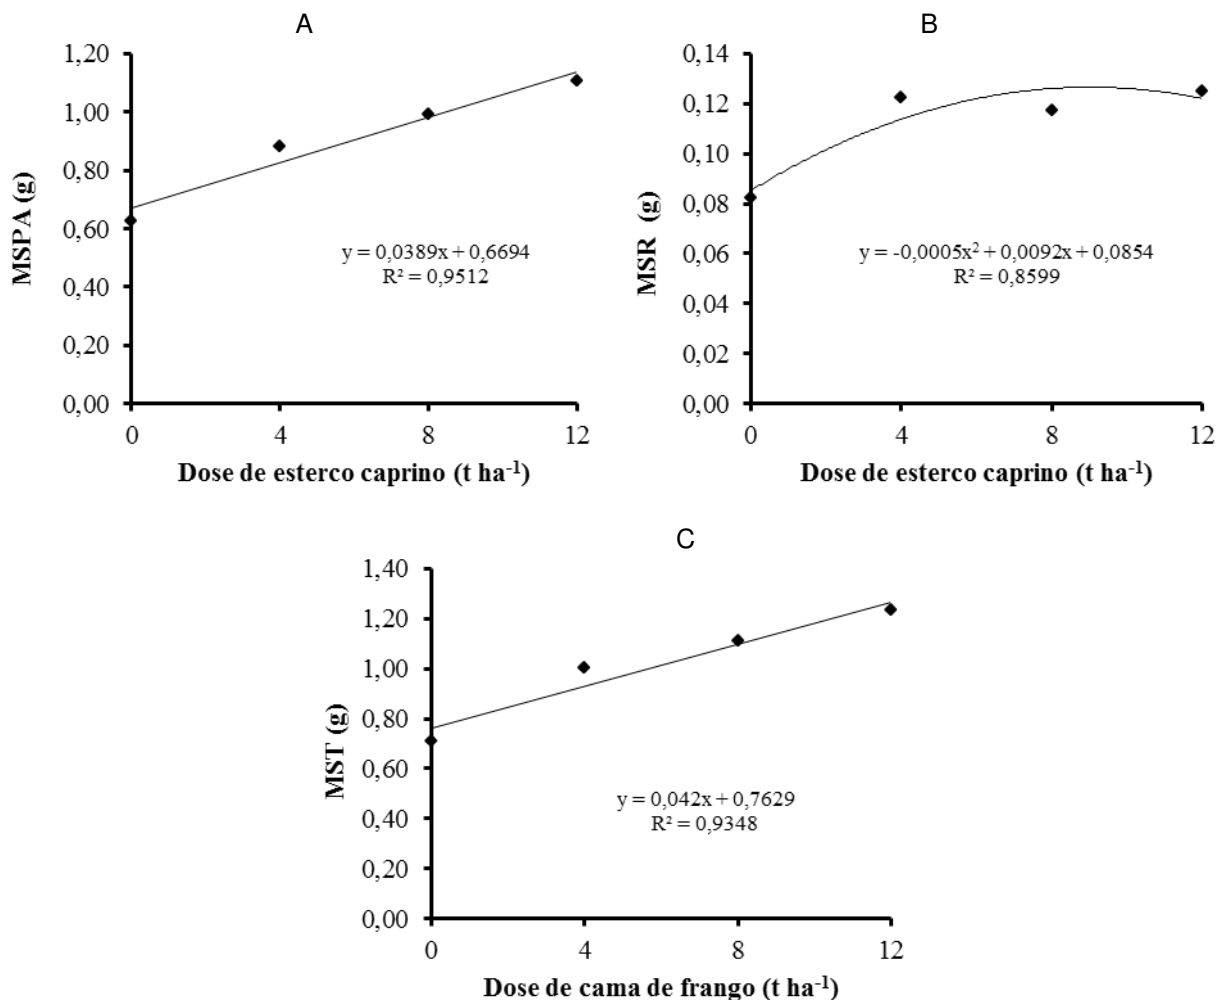 A
1,20
1,00
0,80
0,60
0,40
0,20
0,00
MSPA (g)
y = 0,0389x + 0,6694
R² = 0,9512
0 4 8 12
Dose de esterco caprino (t ha⁻¹)
B
0,14
0,12
0,10
0,08
0,06
0,04
0,02
0,00
MSR (g)
y = -0,0005x² + 0,0092x + 0,0854
R² = 0,8599
0 4 8 12
Dose de esterco caprino (t ha⁻¹)
C
1,40
1,20
1,00
0,80
0,60
0,40
0,20
0,00
MST (g)
y = 0,042x + 0,7629
R² = 0,9348
0 4 8 12
Dose de cama de frango (t ha⁻¹)